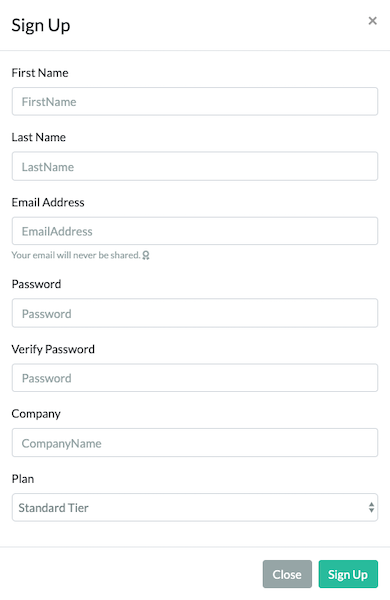 Sign Up ×
First Name
FirstName
Last Name
LastName
Email Address
EmailAddress
Your email will never be shared.
Password
Password
Verify Password
Password
Company
CompanyName
Plan
Standard Tier
Close Sign Up